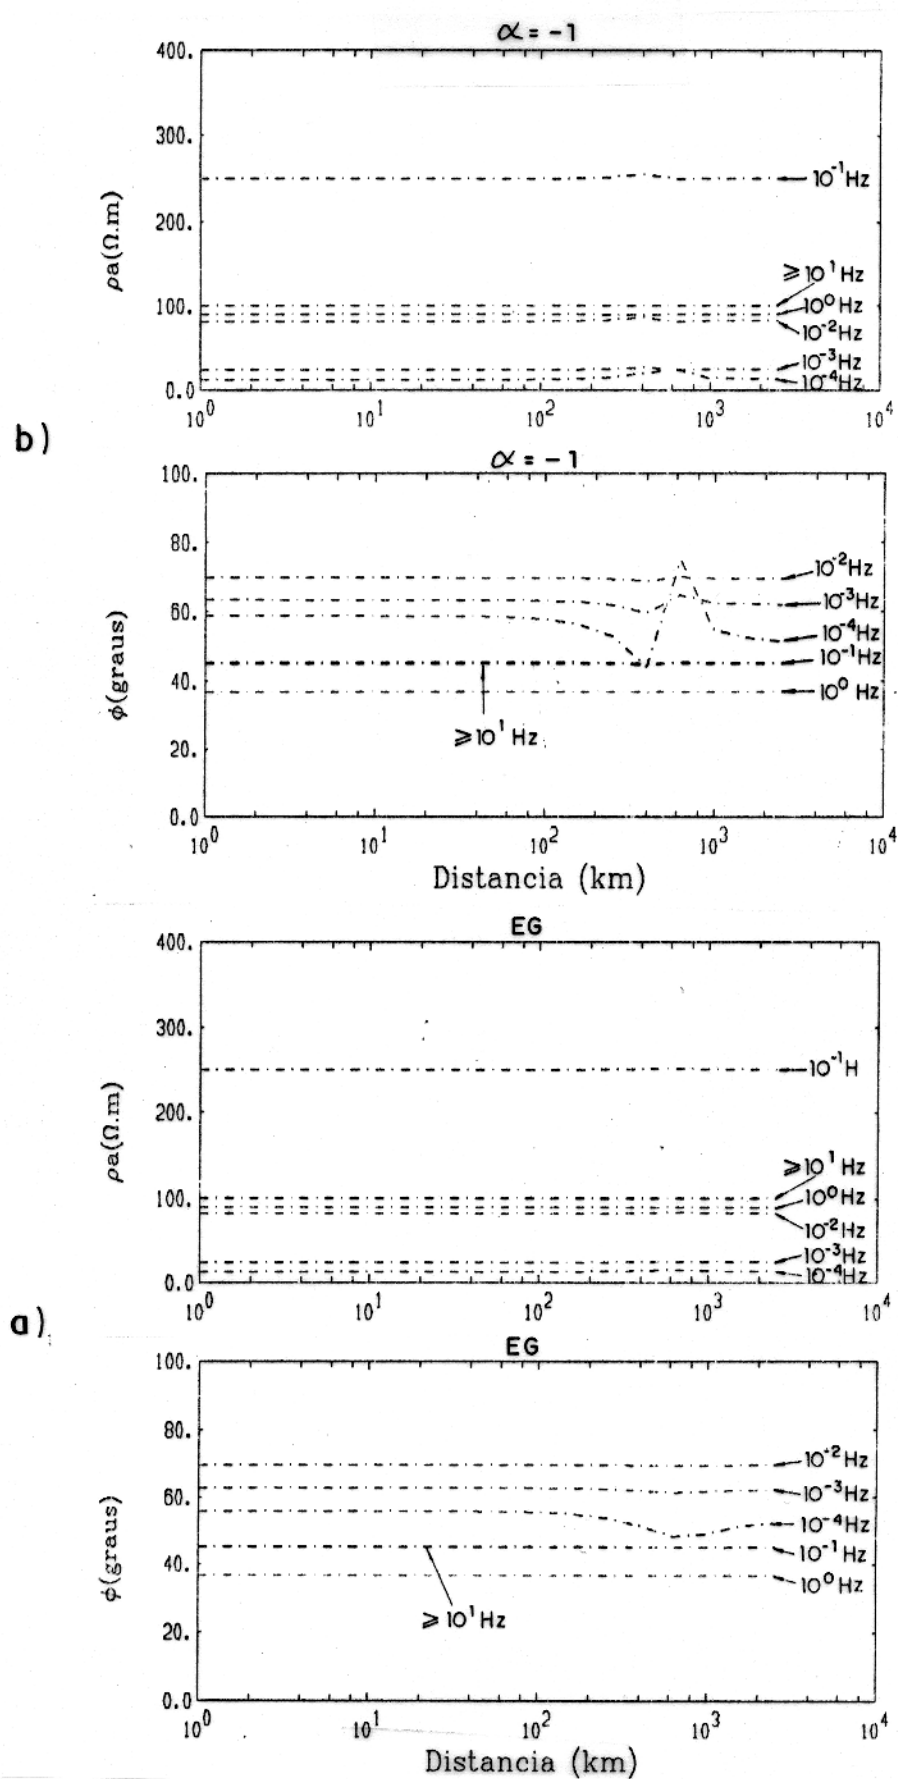 α = -1
400.
300.
ρa(Ω.m)
200.
100.
0.0
10⁻¹Hz
≥10¹Hz
10⁰Hz
10⁻²Hz
10⁻³Hz
10⁻⁴Hz
10⁰ 10¹ 10² 10³ 10⁴
b)
α = -1
100.
80.
60.
ϕ(graus)
40.
20.
0.0
10⁻²Hz
10⁻³Hz
10⁻⁴Hz
10⁻¹Hz
10⁰ Hz
≥10¹ Hz
10⁰ 10¹ 10² 10³ 10⁴
Distancia (km)
EG
400.
300.
ρa(Ω.m)
200.
100.
0.0
10⁻¹H
≥10¹ Hz
10⁰Hz
10⁻²Hz
10⁻³Hz
10⁻⁴Hz
10⁰ 10¹ 10² 10³ 10⁴
a)
EG
100.
80.
60.
ϕ(graus)
40.
20.
0.0
10⁻²Hz
10⁻³Hz
10⁻⁴Hz
10⁻¹ Hz
10⁰Hz
≥10¹Hz
10⁰ 10¹ 10² 10³ 10⁴
Distancia (km)